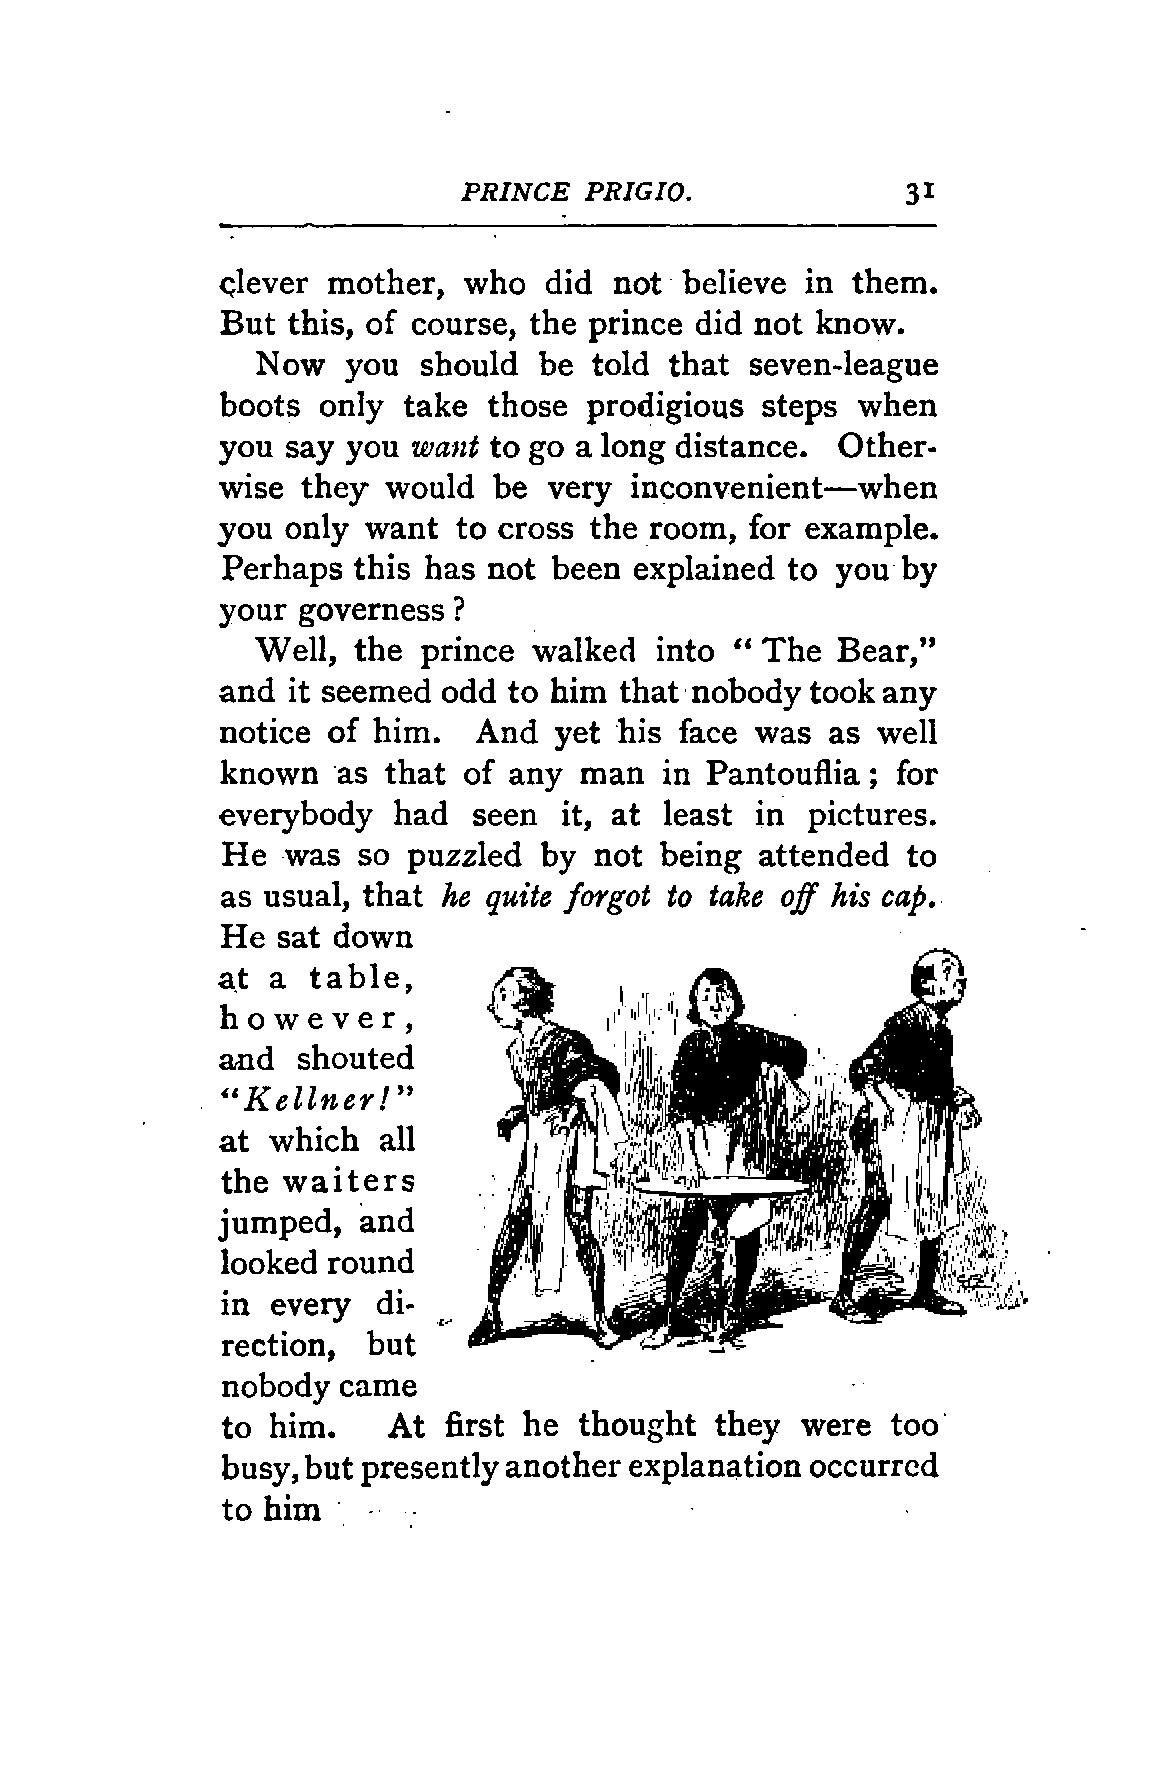 PRINCE PRIGIO. 31
clever mother, who did not believe in them.
But this, of course, the prince did not know.
Now you should be told that seven-league
boots only take those prodigious steps when
you say you want to go a long distance. Other-
wise they would be very inconvenient—when
you only want to cross the room, for example.
Perhaps this has not been explained to you by
your governess ?
Well, the prince walked into “ The Bear,”
and it seemed odd to him that nobody took any
notice of him. And yet his face was as well
known as that of any man in Pantouflia ; for
everybody had seen it, at least in pictures.
He was so puzzled by not being attended to
as usual, that he quite forgot to take off his cap.
He sat down
at a table,
however,
and shouted
“Kellner!”
at which all
the waiters
jumped, and
looked round
in every di-
rection, but
nobody came
to him. At first he thought they were too
busy, but presently another explanation occurred
to him